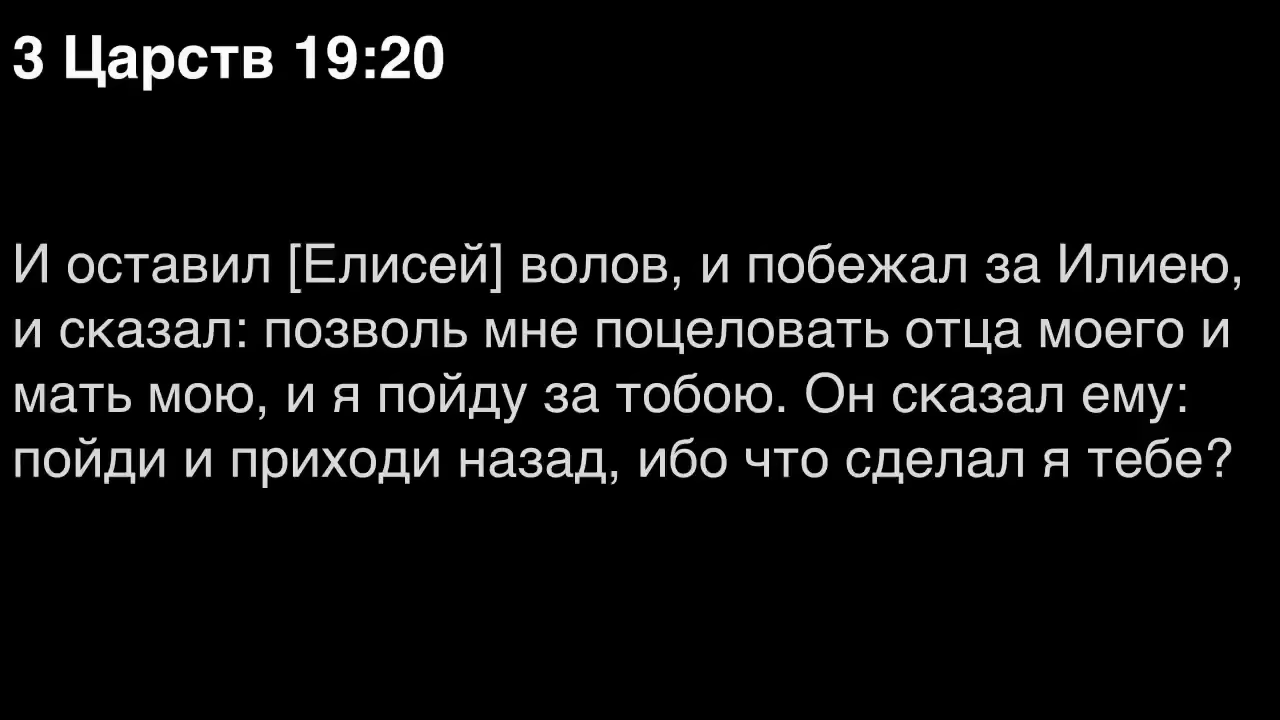 3 Царств 19:20
И оставил [Елисей] волов, и побежал за Илиею,
и сказал: позволь мне поцеловать отца моего и
мать мою, и я пойду за тобою. Он сказал ему:
пойди и приходи назад, ибо что сделал я тебе?